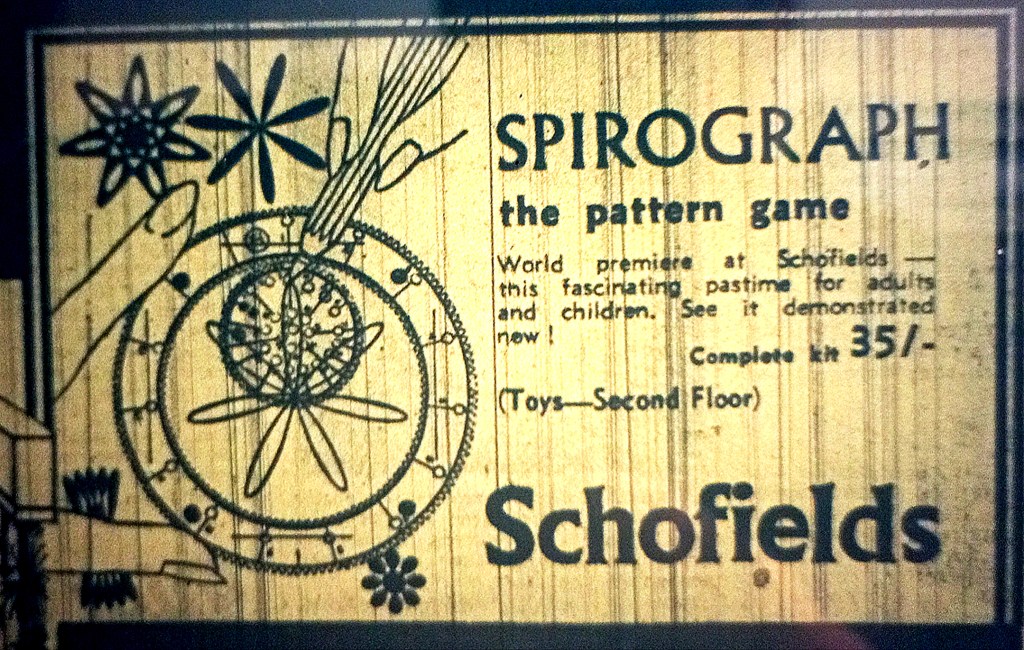 SPIROGRAPH
the pattern game
World premiere at Schofields —
this fascinating pastime for adults
and children. See it demonstrated
now!
Complete kit 35/-
(Toys—Second Floor)
Schofields